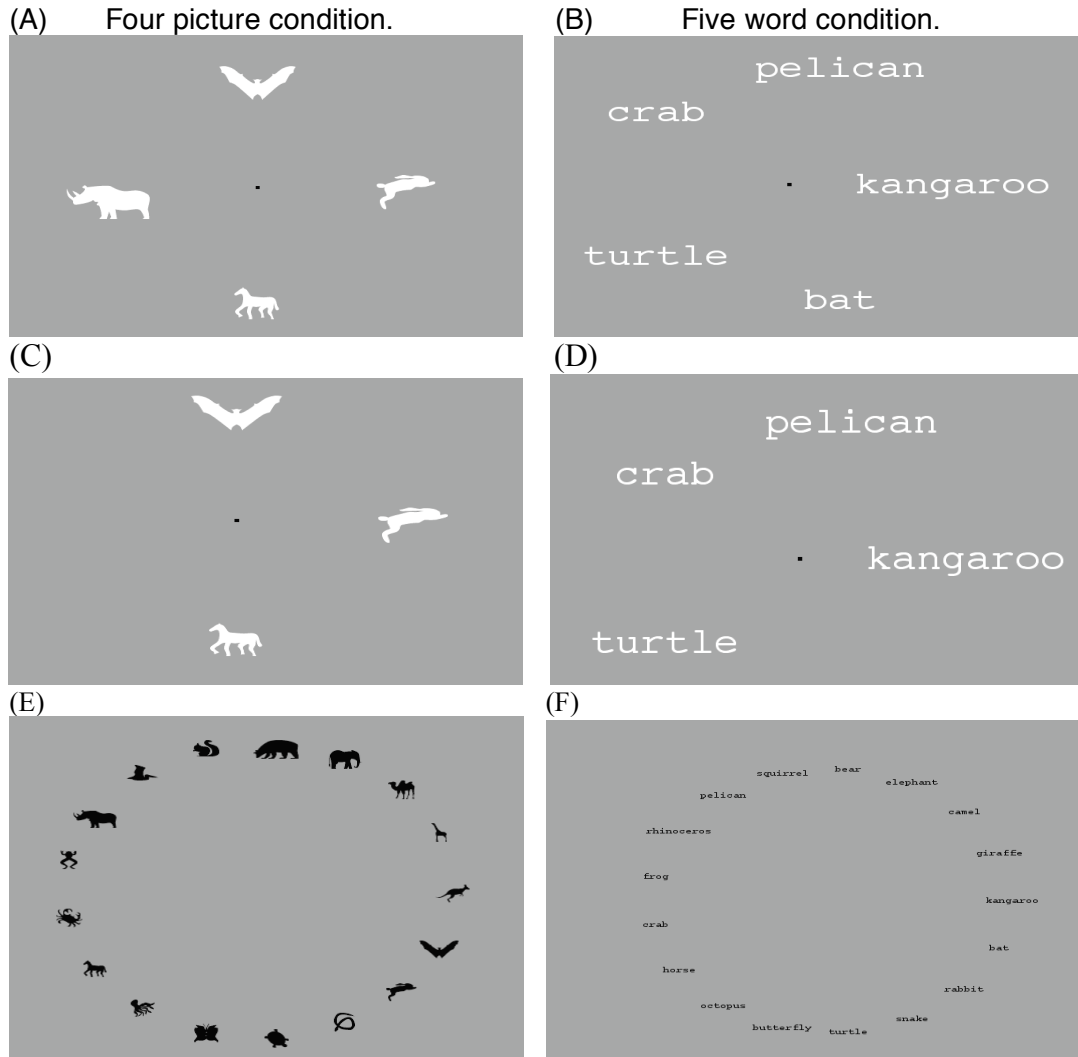 (A) Four picture condition.
(B) Five word condition.
pelican
crab
kangaroo
turtle
bat
(C)
(D)
pelican
crab
kangaroo
turtle
(E)
(F)
squirrel
bear
elephant
pelican
camel
rhinoceros
giraffe
frog
kangaroo
crab
bat
horse
rabbit
octopus
snake
butterfly
turtle